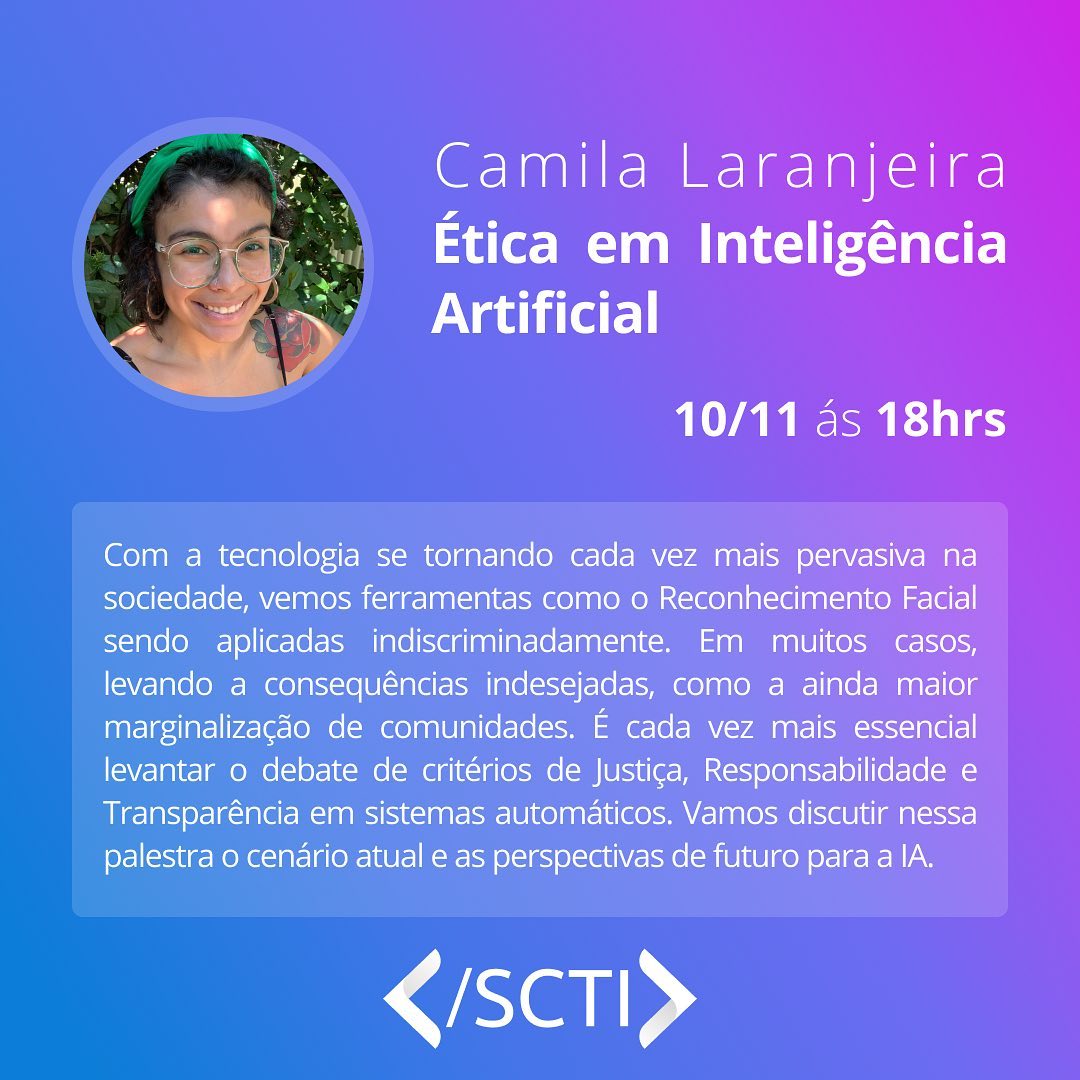 Camila Laranjeira
Ética em Inteligência
Artificial
10/11 ás 18hrs
Com a tecnologia se tornando cada vez mais pervasiva na
sociedade, vemos ferramentas como o Reconhecimento Facial
sendo aplicadas indiscriminadamente. Em muitos casos,
levando a consequências indesejadas, como a ainda maior
marginalização de comunidades. É cada vez mais essencial
levantar o debate de critérios de Justiça, Responsabilidade e
Transparência em sistemas automáticos. Vamos discutir nessa
palestra o cenário atual e as perspectivas de futuro para a IA.
</SCTI>